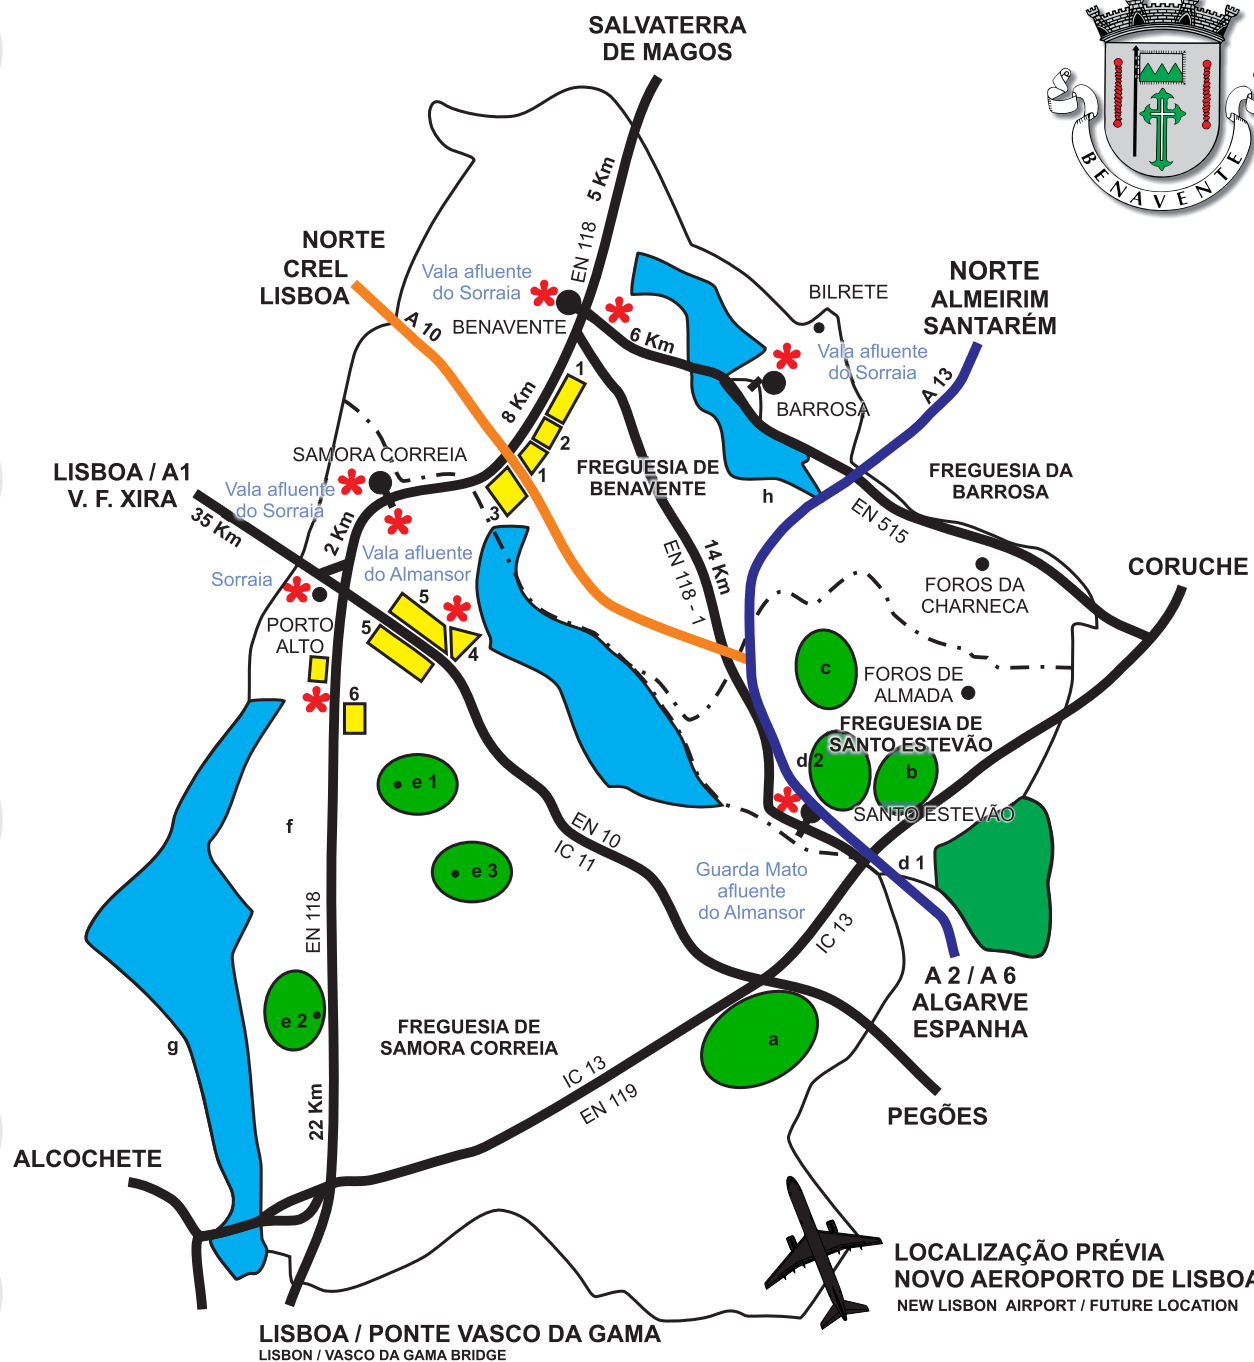 SALVATERRA
DE MAGOS
BENAVENTE
5 Km
EN 118
NORTE
CREL
LISBOA
A 10
Vala afluente
do Sorraia
BENAVENTE
6 Km
BILRETE
Vala afluente
do Sorraia
BARROSA
NORTE
ALMEIRIM
SANTARÉM
A 13
8 Km
1
2
1
3
SAMORA CORREIA
LISBOA / A1
V. F. XIRA
35 Km
Vala afluente
do Sorraia
2 Km
Vala afluente
do Almansor
FREGUESIA DE
BENAVENTE
h
FREGUESIA DA
BARROSA
EN 515
14 Km
EN 118 - 1
CORUCHE
FOROS DA
CHARNECA
Sorraia
PORTO
ALTO
5
5
4
6
c
FOROS DE
ALMADA
FREGUESIA DE
SANTO ESTEVÃO
d 2
b
SANTO ESTEVÃO
d 1
e 1
f
EN 10
IC 11
e 3
Guarda Mato
afluente
do Almansor
IC 13
EN 118
A 2 / A 6
ALGARVE
ESPANHA
e 2
g
FREGUESIA DE
SAMORA CORREIA
a
IC 13
EN 119
22 Km
PEGÕES
ALCOCHETE
LOCALIZAÇÃO PRÉVIA
NOVO AEROPORTO DE LISBOA
NEW LISBON AIRPORT / FUTURE LOCATION
LISBOA / PONTE VASCO DA GAMA
LISBON / VASCO DA GAMA BRIDGE